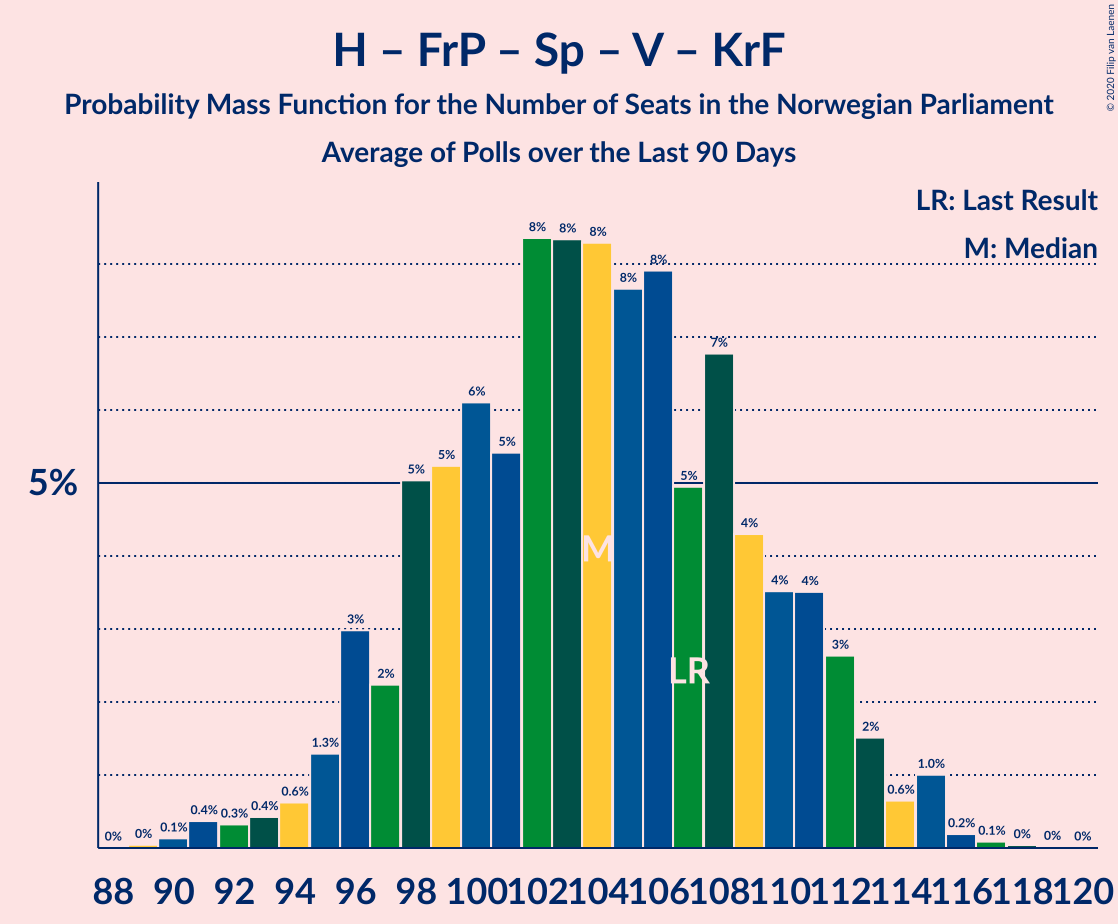 H – FrP – Sp – V – KrF
Probability Mass Function for the Number of Seats in the Norwegian Parliament
Average of Polls over the Last 90 Days
© 2020 Filip van Laenen
LR: Last Result
M: Median
5%
0% 0% 0.1% 0.4% 0.3% 0.4% 0.6% 1.3% 3% 2% 5% 5% 6% 5% 8% 8% 8% 8% 8% 5% 7% 4% 4% 4% 3% 2% 0.6% 1.0% 0.2% 0.1% 0% 0% 0%
M
LR
88 90 92 94 96 98 100 102 104 106 108 110 112 114 116 118 120